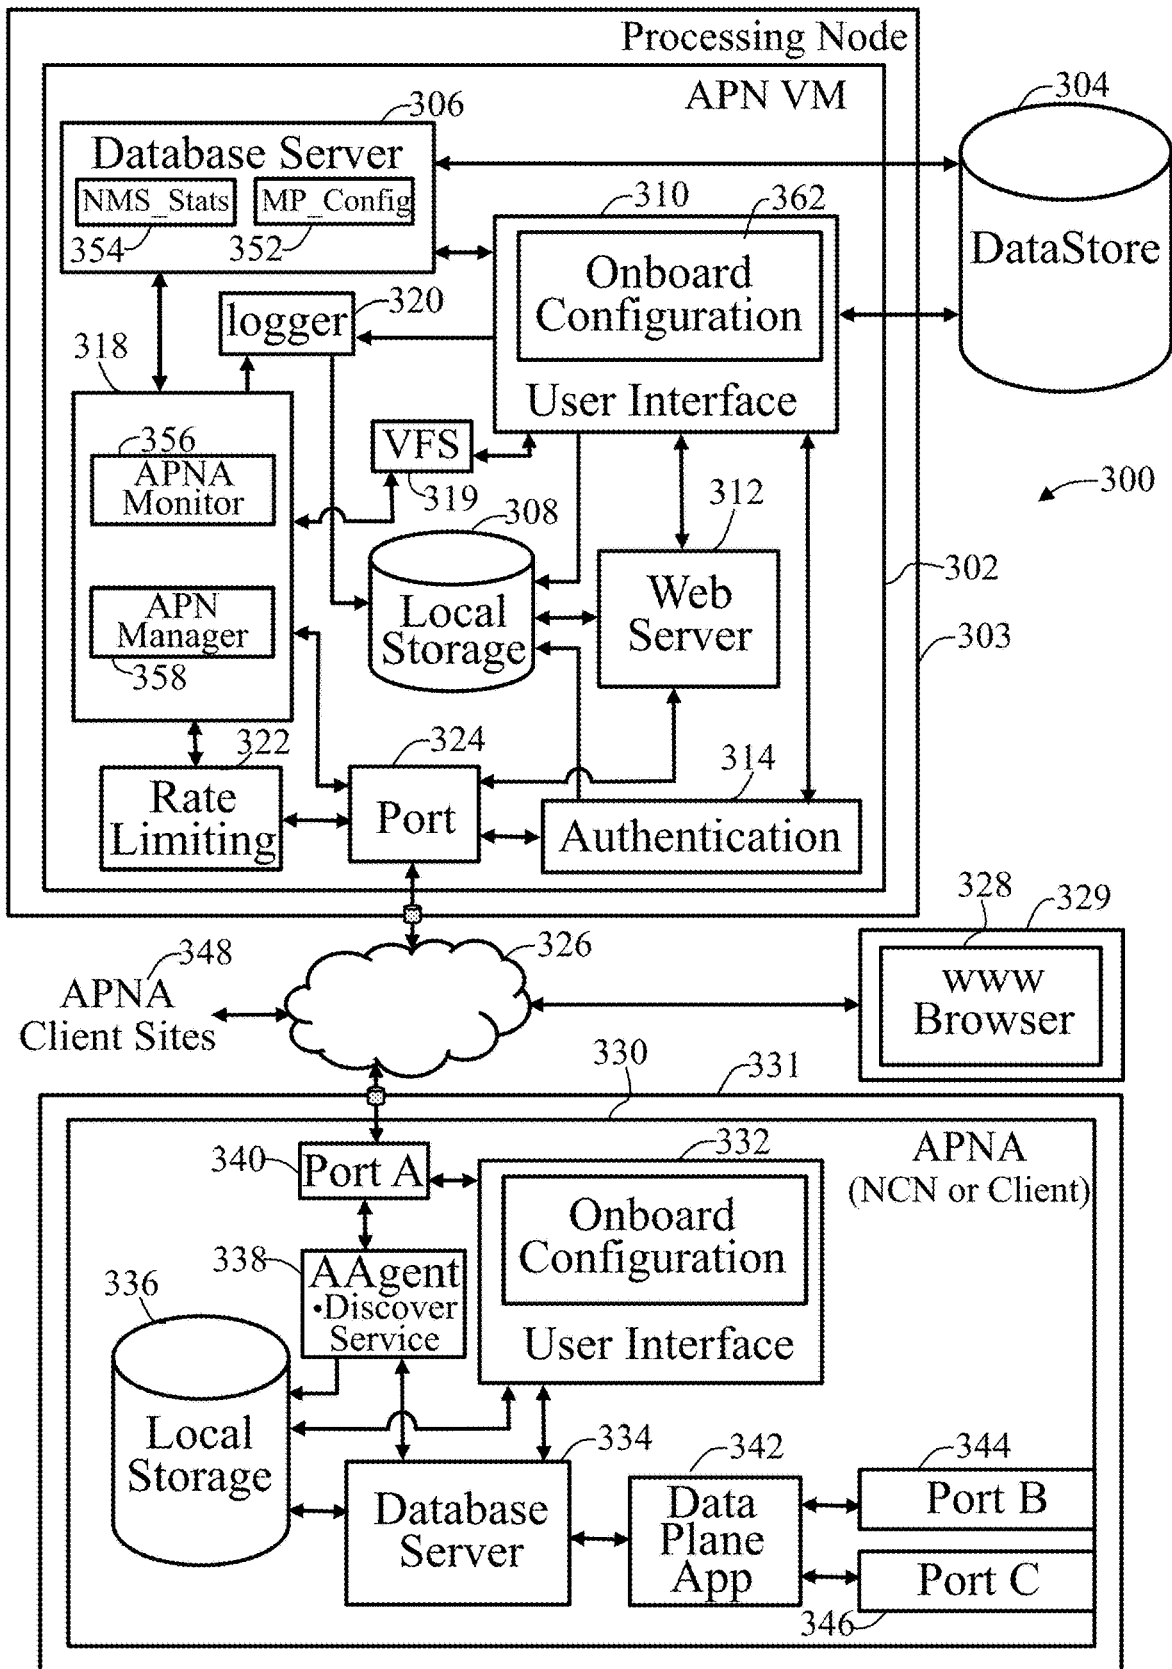 Processing Node
APN VM
306
304
Database Server
NMS_Stats
MP_Config
354
352
310
362
Onboard
Configuration
User Interface
DataStore
320
logger
318
356
APNA
Monitor
VFS
319
300
308
312
Local
Storage
Web
Server
302
303
APN
Manager
358
322
324
314
Rate
Limiting
Port
Authentication
328
329
348
326
APNA
Client Sites
www
Browser
330
331
340
Port A
332
APNA
(NCN or Client)
Onboard
Configuration
User Interface
338
AAgent
•Discover
Service
336
Local
Storage
334
342
344
Database
Server
Data
Plane
App
Port B
Port C
346